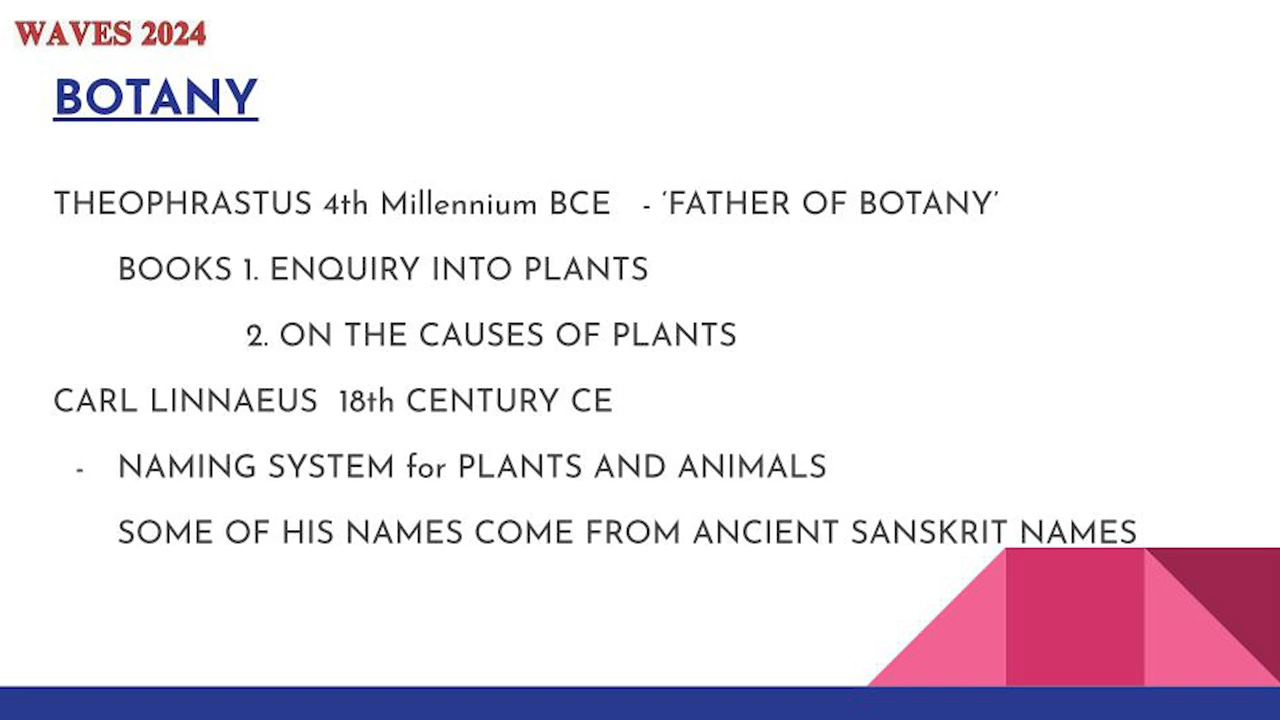 WAVES 2024
BOTANY
THEOPHRASTUS 4th Millennium BCE - ‘FATHER OF BOTANY’
BOOKS 1. ENQUIRY INTO PLANTS
2. ON THE CAUSES OF PLANTS
CARL LINNAEUS 18th CENTURY CE
- NAMING SYSTEM for PLANTS AND ANIMALS
SOME OF HIS NAMES COME FROM ANCIENT SANSKRIT NAMES